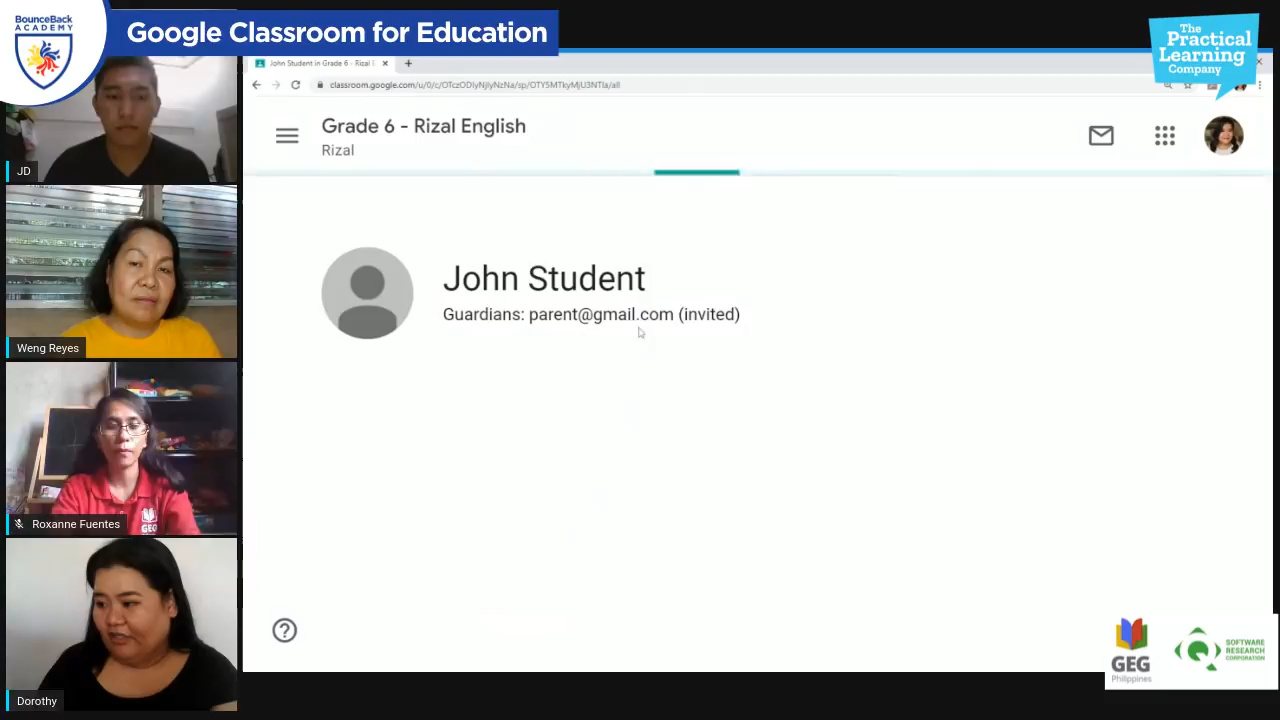 BounceBack
ACADEMY
Google Classroom for Education
The
Practical
Learning
Company
John Student in Grade 6 - Rizal
Grade 6 - Rizal English
Rizal
John Student
Guardians: parent@gmail.com (invited)
JD
Weng Reyes
Roxanne Fuentes
GEG
Dorothy
GEG
Philippines
SOFTWARE
RESEARCH
CORPORATION